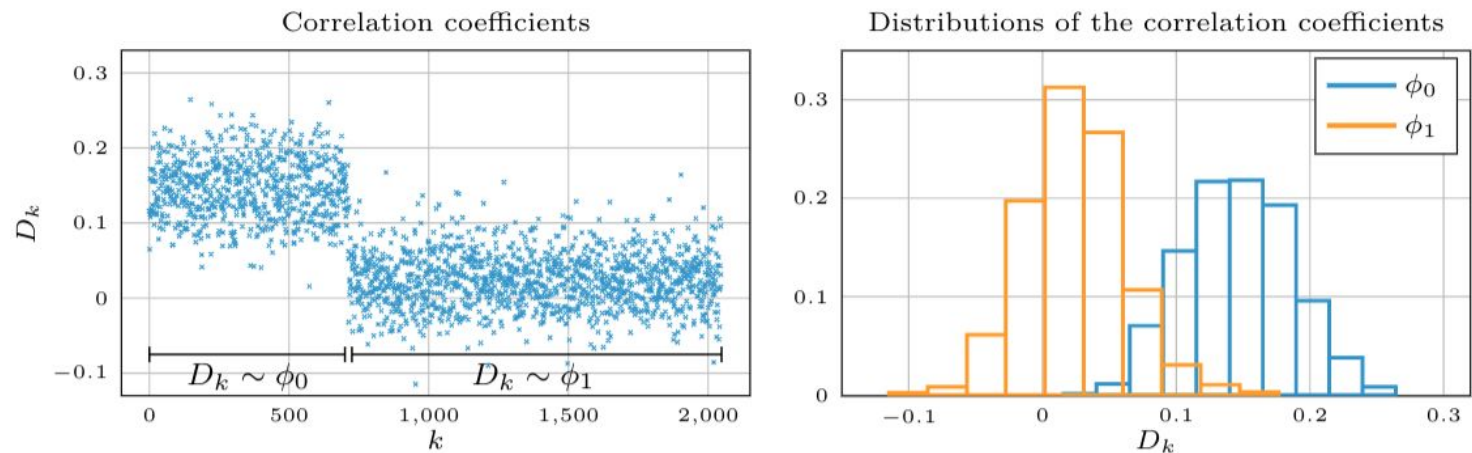 Correlation coefficients
D_k
0.3
0.2
0.1
0
−0.1
D_k ∼ ϕ_0
D_k ∼ ϕ_1
0
500
1,000
1,500
2,000
k
Distributions of the correlation coefficients
0.3
0.2
0.1
0
ϕ_0
ϕ_1
−0.1
0
0.1
0.2
0.3
D_k